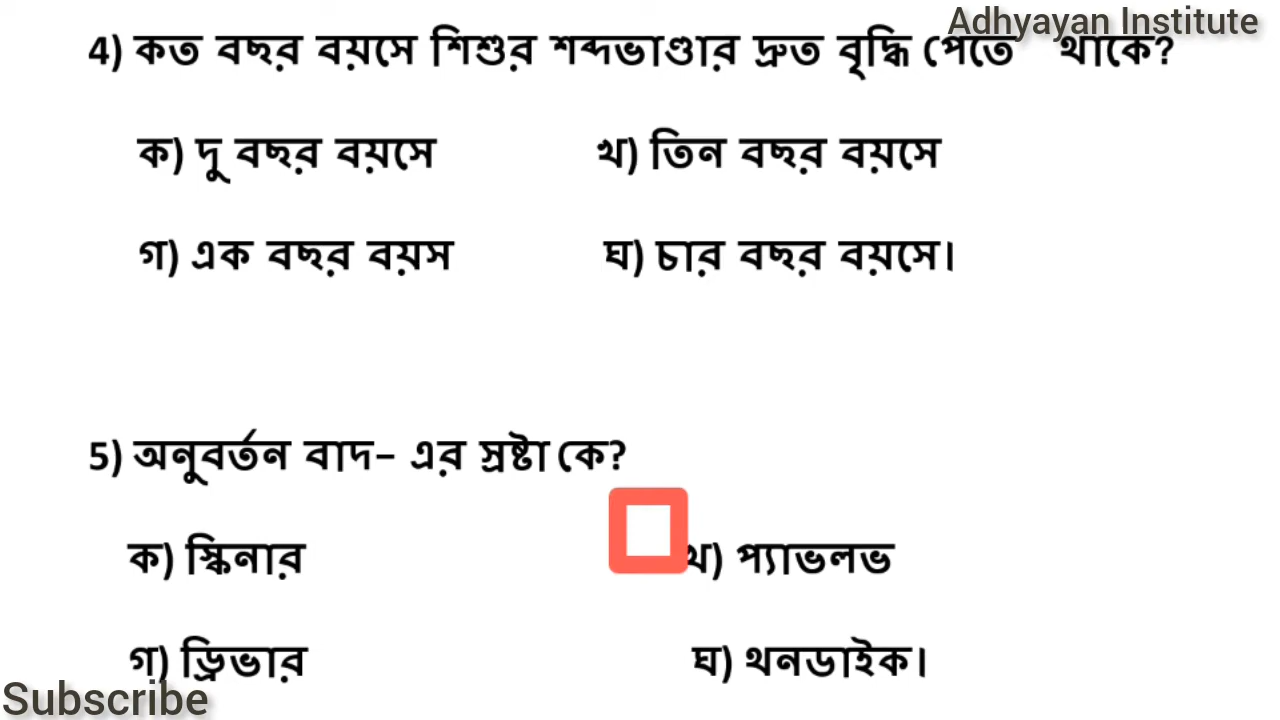 Adhyayan Institute
4) কত বছর বয়সে শিশুর শব্দভাণ্ডার দ্রুত বৃদ্ধি পেতে থাকে?
ক) দু বছর বয়সে খ) তিন বছর বয়সে
গ) এক বছর বয়স ঘ) চার বছর বয়সে।
5) অনুবর্তন বাদ– এর স্রষ্টা কে?
ক) স্কিনার খ) প্যাভলভ
গ) ড্রিভার ঘ) থনডাইক।
Subscribe